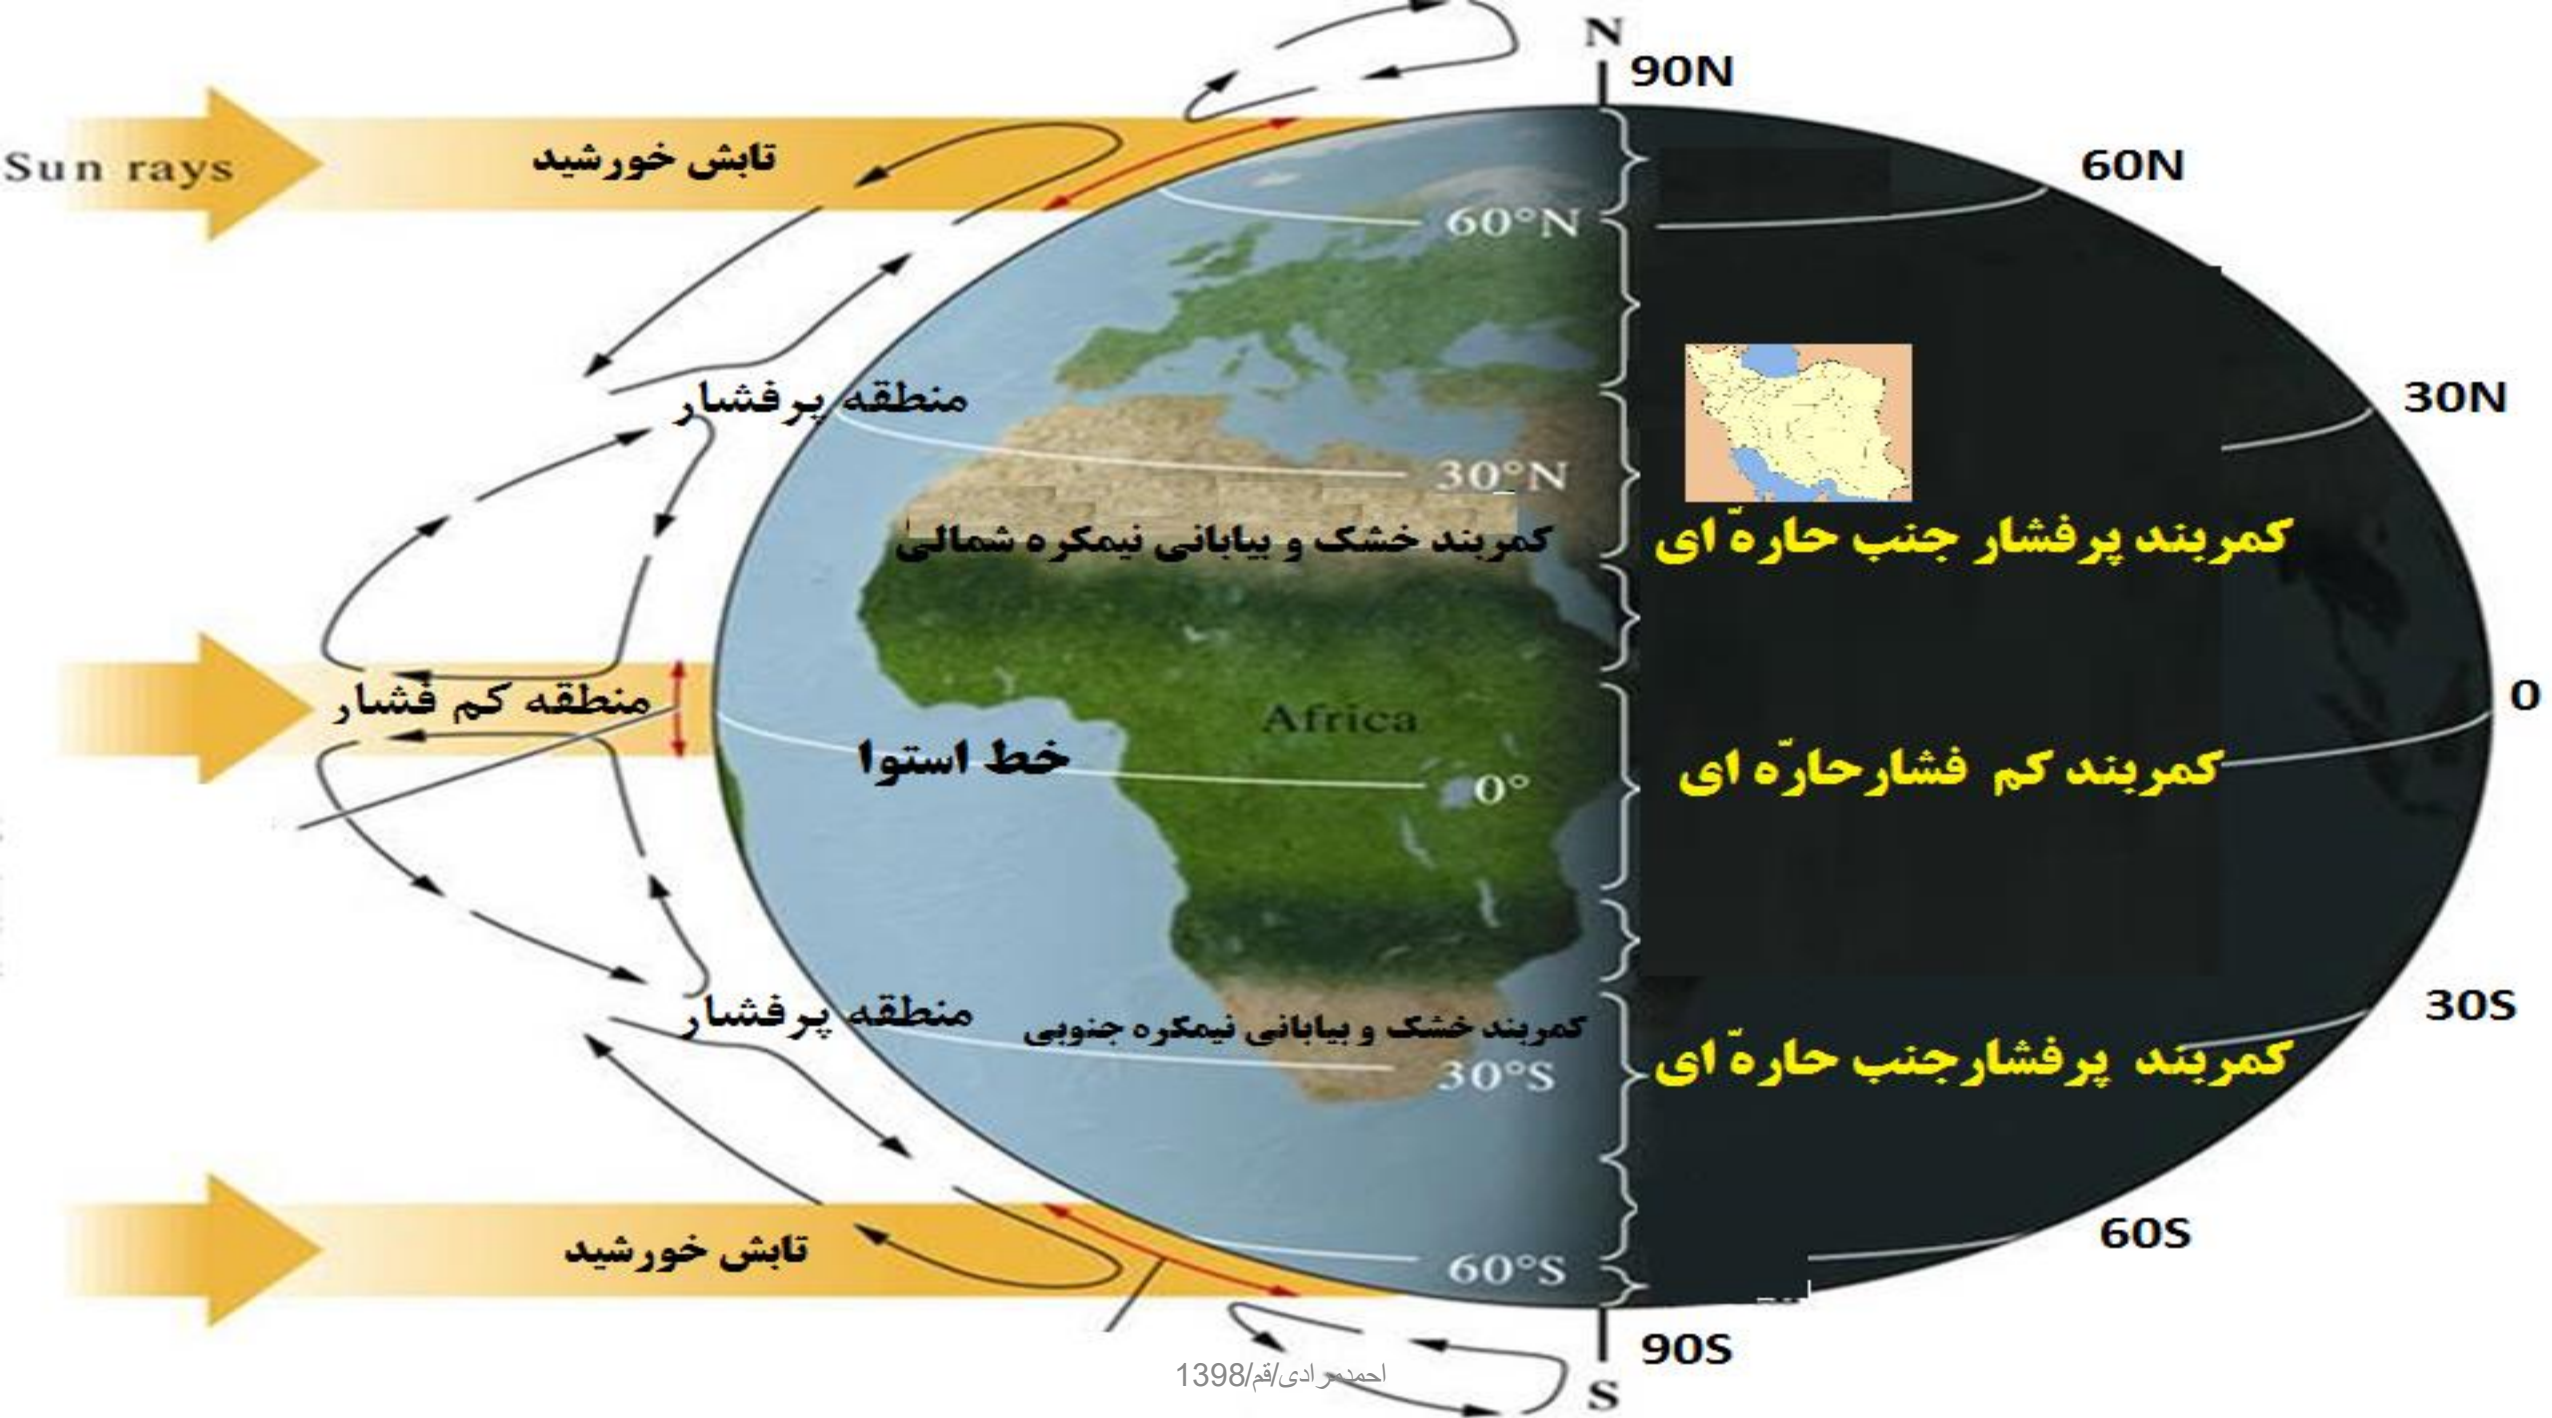 N
90N
Sun rays
تابش خورشید
60N
60°N
منطقه پرفشار
30N
30°N
کمربند خشک و بیابانی نیمکره شمالی
کمربند پرفشار جنب حارهّ ای
منطقه کم فشار
0
Africa
خط استوا
0°
کمربند کم فشارحارّه ای
منطقه پرفشار
30S
کمربند خشک و بیابانی نیمکره جنوبی
30°S
کمربند پرفشارجنب حارهّ ای
تابش خورشید
60S
60°S
90S
احمدمرادی/قم/1398
S